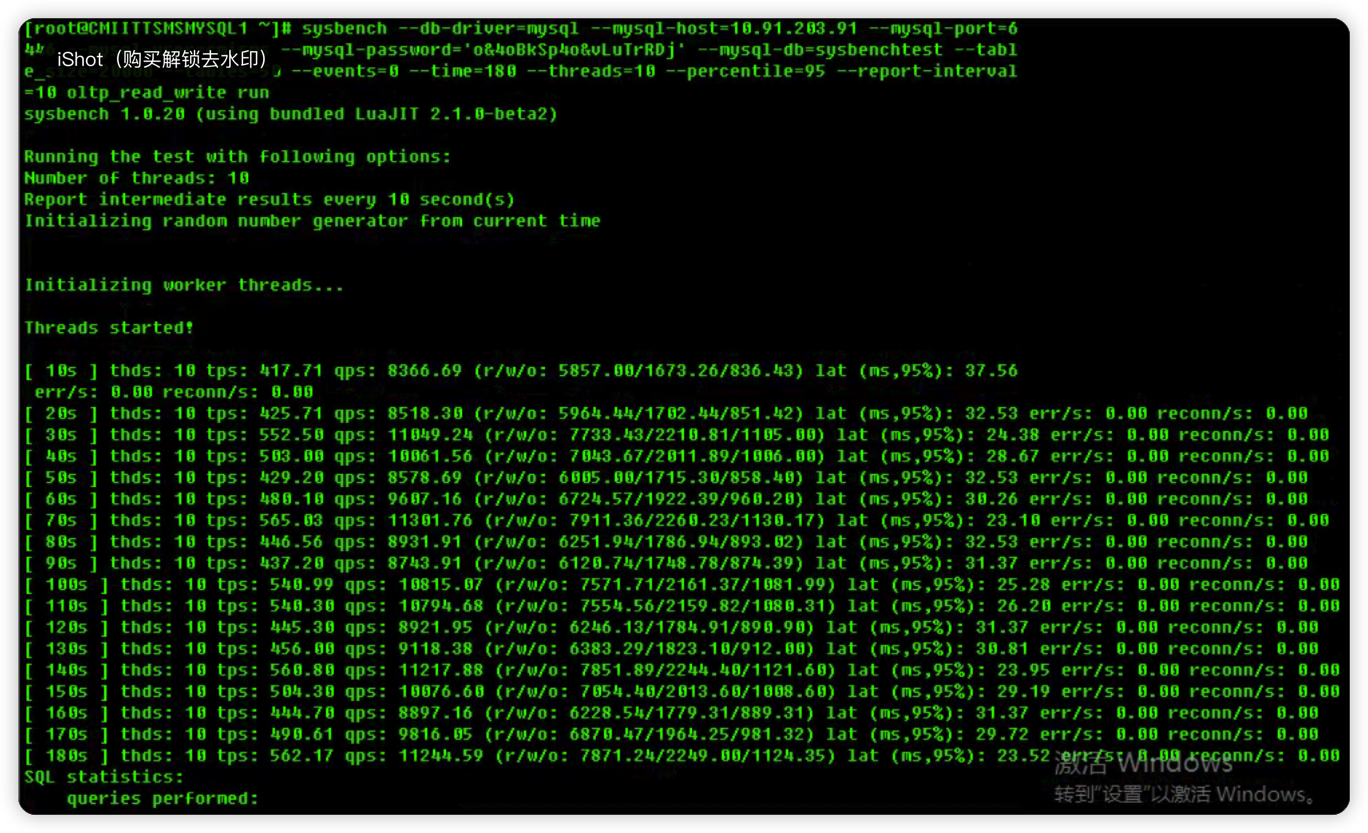 [root@CMIITTSMSMYSQL1 ~]# sysbench --db-driver=mysql --mysql-host=10.91.203.91 --mysql-port=6
iShot（购买解锁去水印）
--mysql-password='o&4oBkSp4o&vLuTrRDj' --mysql-db=sysbenchtest --tabl
--events=0 --time=180 --threads=10 --percentile=95 --report-interval
=10 oltp_read_write run
sysbench 1.0.20 (using bundled LuaJIT 2.1.0-beta2)
Running the test with following options:
Number of threads: 10
Report intermediate results every 10 second(s)
Initializing random number generator from current time
Initializing worker threads...
Threads started!
[ 10s ] thds: 10 tps: 417.71 qps: 8366.69 (r/w/o: 5857.00/1673.26/836.43) lat (ms,95%): 37.56
err/s: 0.00 reconn/s: 0.00
[ 20s ] thds: 10 tps: 425.71 qps: 8518.30 (r/w/o: 5964.44/1702.44/851.42) lat (ms,95%): 32.53 err/s: 0.00 reconn/s: 0.00
[ 30s ] thds: 10 tps: 552.50 qps: 11049.24 (r/w/o: 7733.43/2210.81/1105.00) lat (ms,95%): 24.38 err/s: 0.00 reconn/s: 0.00
[ 40s ] thds: 10 tps: 503.00 qps: 10061.56 (r/w/o: 7043.67/2011.89/1006.00) lat (ms,95%): 28.67 err/s: 0.00 reconn/s: 0.00
[ 50s ] thds: 10 tps: 429.20 qps: 8578.69 (r/w/o: 6005.00/1715.30/858.40) lat (ms,95%): 32.53 err/s: 0.00 reconn/s: 0.00
[ 60s ] thds: 10 tps: 480.10 qps: 9607.16 (r/w/o: 6724.57/1922.39/960.20) lat (ms,95%): 30.26 err/s: 0.00 reconn/s: 0.00
[ 70s ] thds: 10 tps: 565.03 qps: 11301.76 (r/w/o: 7911.36/2260.23/1130.17) lat (ms,95%): 23.10 err/s: 0.00 reconn/s: 0.00
[ 80s ] thds: 10 tps: 446.56 qps: 8931.91 (r/w/o: 6251.94/1786.94/893.02) lat (ms,95%): 32.53 err/s: 0.00 reconn/s: 0.00
[ 90s ] thds: 10 tps: 437.20 qps: 8743.91 (r/w/o: 6120.74/1748.78/874.39) lat (ms,95%): 31.37 err/s: 0.00 reconn/s: 0.00
[ 100s ] thds: 10 tps: 540.99 qps: 10815.07 (r/w/o: 7571.71/2161.37/1081.99) lat (ms,95%): 25.28 err/s: 0.00 reconn/s: 0.00
[ 110s ] thds: 10 tps: 540.30 qps: 10794.68 (r/w/o: 7554.56/2159.82/1080.31) lat (ms,95%): 26.20 err/s: 0.00 reconn/s: 0.00
[ 120s ] thds: 10 tps: 445.30 qps: 8921.95 (r/w/o: 6246.13/1784.91/890.90) lat (ms,95%): 31.37 err/s: 0.00 reconn/s: 0.00
[ 130s ] thds: 10 tps: 456.00 qps: 9118.38 (r/w/o: 6383.29/1823.10/912.00) lat (ms,95%): 30.81 err/s: 0.00 reconn/s: 0.00
[ 140s ] thds: 10 tps: 560.80 qps: 11217.88 (r/w/o: 7851.89/2244.40/1121.60) lat (ms,95%): 23.95 err/s: 0.00 reconn/s: 0.00
[ 150s ] thds: 10 tps: 504.30 qps: 10076.60 (r/w/o: 7054.40/2013.60/1008.60) lat (ms,95%): 29.19 err/s: 0.00 reconn/s: 0.00
[ 160s ] thds: 10 tps: 444.70 qps: 8897.16 (r/w/o: 6228.54/1779.31/889.31) lat (ms,95%): 31.37 err/s: 0.00 reconn/s: 0.00
[ 170s ] thds: 10 tps: 490.61 qps: 9816.05 (r/w/o: 6870.47/1964.25/981.32) lat (ms,95%): 29.72 err/s: 0.00 reconn/s: 0.00
[ 180s ] thds: 10 tps: 562.17 qps: 11244.59 (r/w/o: 7871.24/2249.00/1124.35) lat (ms,95%): 23.52 err/s: 0.00 reconn/s: 0.00
SQL statistics:
queries performed:
激活 Windows
转到“设置”以激活 Windows。